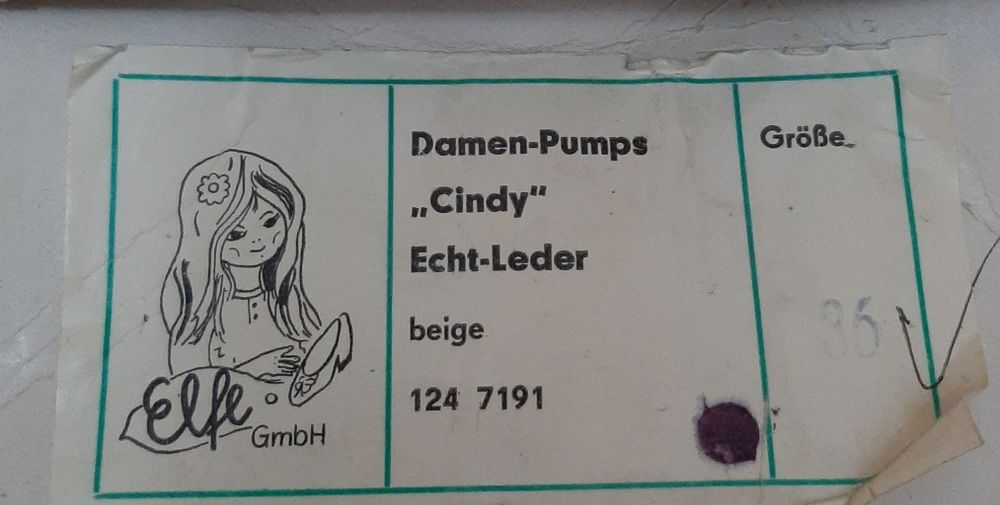 Elfe
GmbH
Damen-Pumps
„Cindy“
Echt-Leder
beige
124 7191
Größe
36